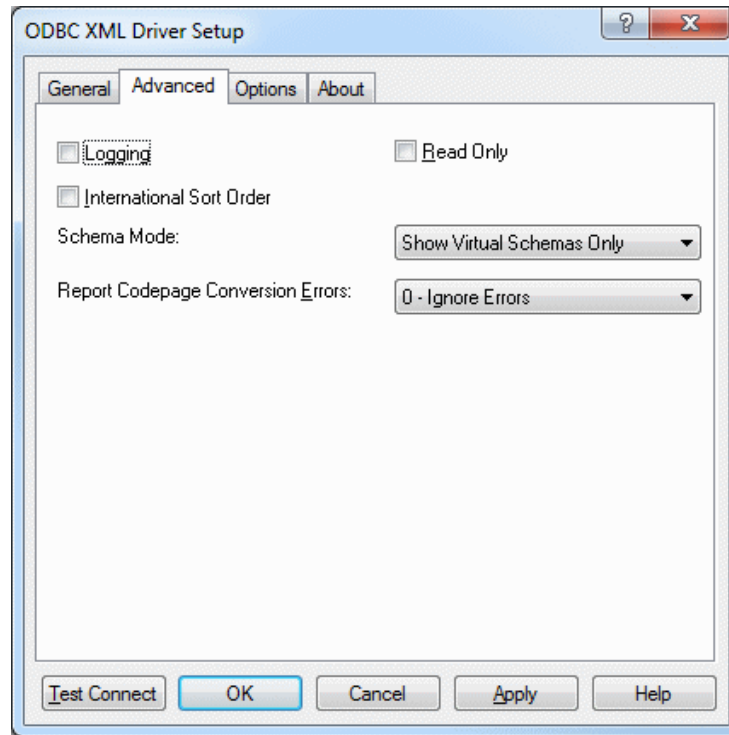 ODBC XML Driver Setup
? X
General Advanced Options About
Logging Read Only
International Sort Order
Schema Mode: Show Virtual Schemas Only
Report Codepage Conversion Errors: 0 - Ignore Errors
Test Connect OK Cancel Apply Help